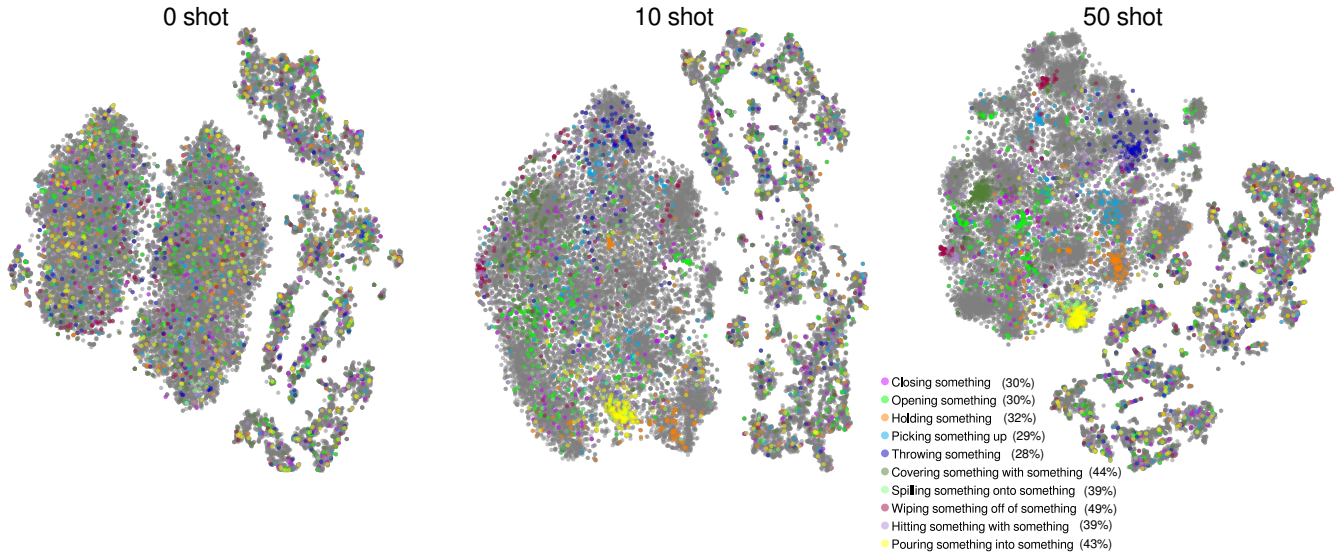 0 shot
10 shot
50 shot
Closing something (30%)
Opening something (30%)
Holding something (32%)
Picking something up (29%)
Throwing something (28%)
Covering something with something (44%)
Spilling something onto something (39%)
Wiping something off of something (49%)
Hitting something with something (39%)
Pouring something into something (43%)